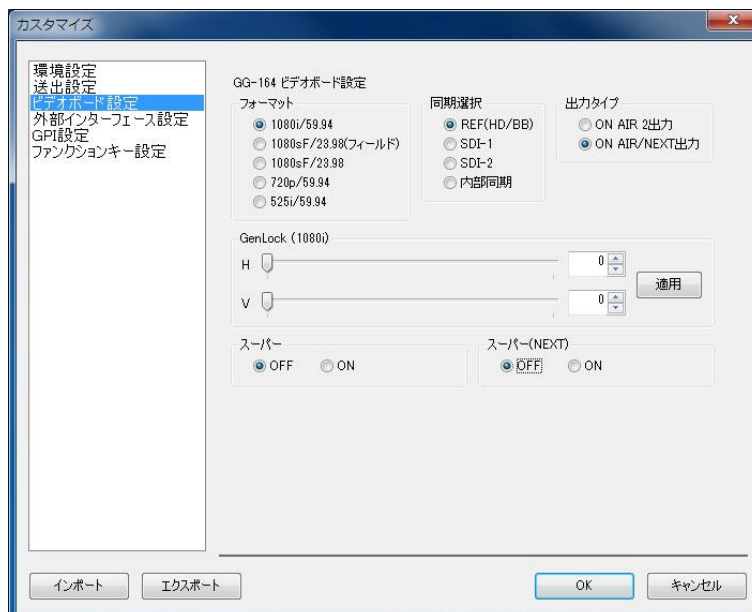 カスタマイズ
環境設定
送出設定
ビデオボード設定
外部インターフェース設定
GPI設定
ファンクションキー設定
GG-164 ビデオボード設定
フォーマット
1080i/59.94
1080sF/23.98(フィールド)
1080sF/23.98
720p/59.94
525i/59.94
同期選択
REF(HD/BB)
SDI-1
SDI-2
内部同期
出力タイプ
ON AIR 2出力
ON AIR/NEXT出力
GenLock (1080i)
H 0
V 0
適用
スーパー
OFF ON
スーパー(NEXT)
OFF ON
インポート エクスポート OK キャンセル